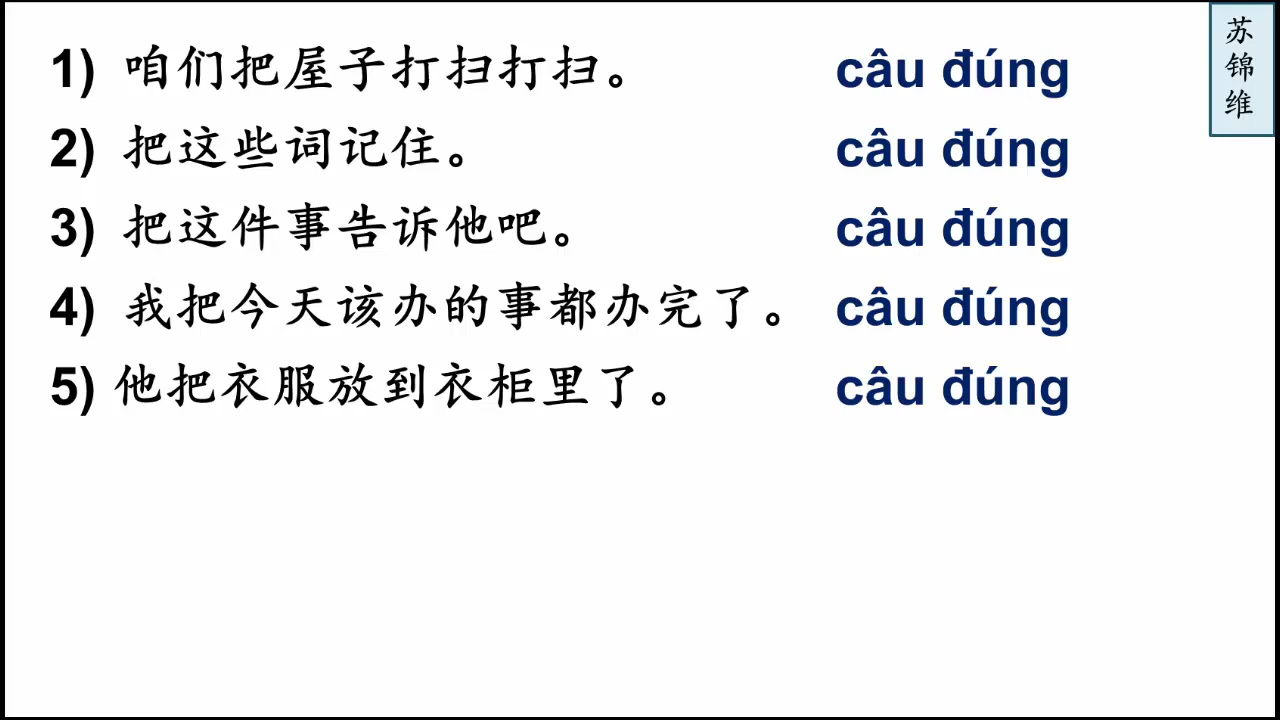 1) 咱们把屋子打扫打扫。 câu đúng
2) 把这些词记住。 câu đúng
3) 把这件事告诉他吧。 câu đúng
4) 我把今天该办的事都办完了。 câu đúng
5) 他把衣服放到衣柜里了。 câu đúng
苏锦维